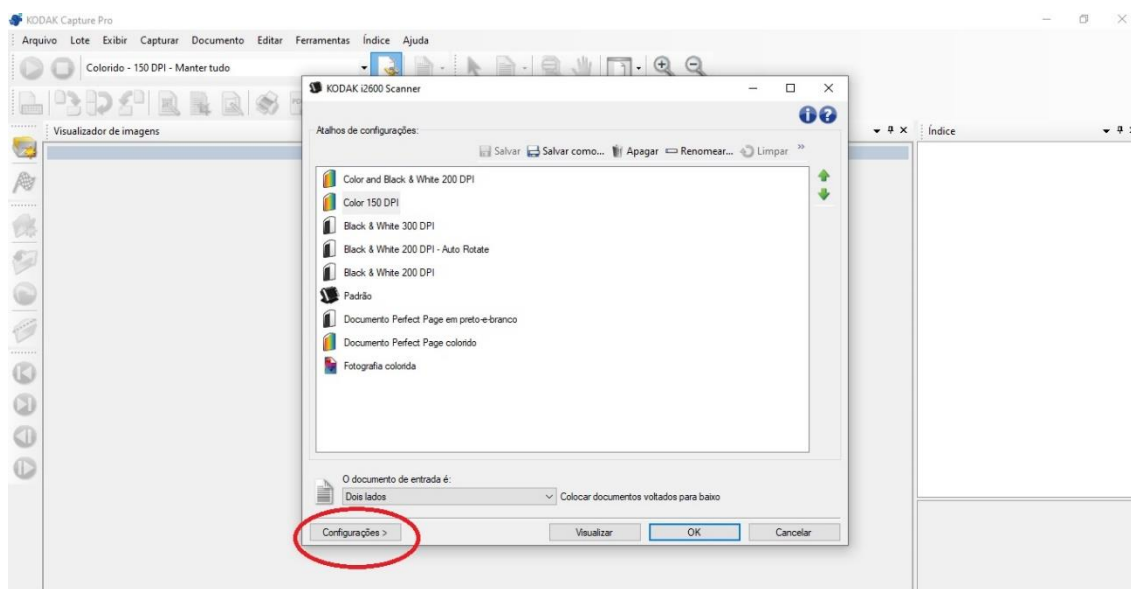 KODAK Capture Pro
Arquivo Lote Exibir Capturar Documento Editar Ferramentas Índice Ajuda
Colorido - 150 DPI - Manter tudo
Visualizador de imagens
Índice
KODAK i2600 Scanner
Atalhos de configurações:
Salvar Salvar como... Apagar Renomear... Limpar »
Color and Black & White 200 DPI
Color 150 DPI
Black & White 300 DPI
Black & White 200 DPI - Auto Rotate
Black & White 200 DPI
Padrão
Documento Perfect Page em preto-e-branco
Documento Perfect Page colorido
Fotografia colorida
O documento de entrada é:
Dois lados Colocar documentos voltados para baixo
Configurações > Visualizar OK Cancelar